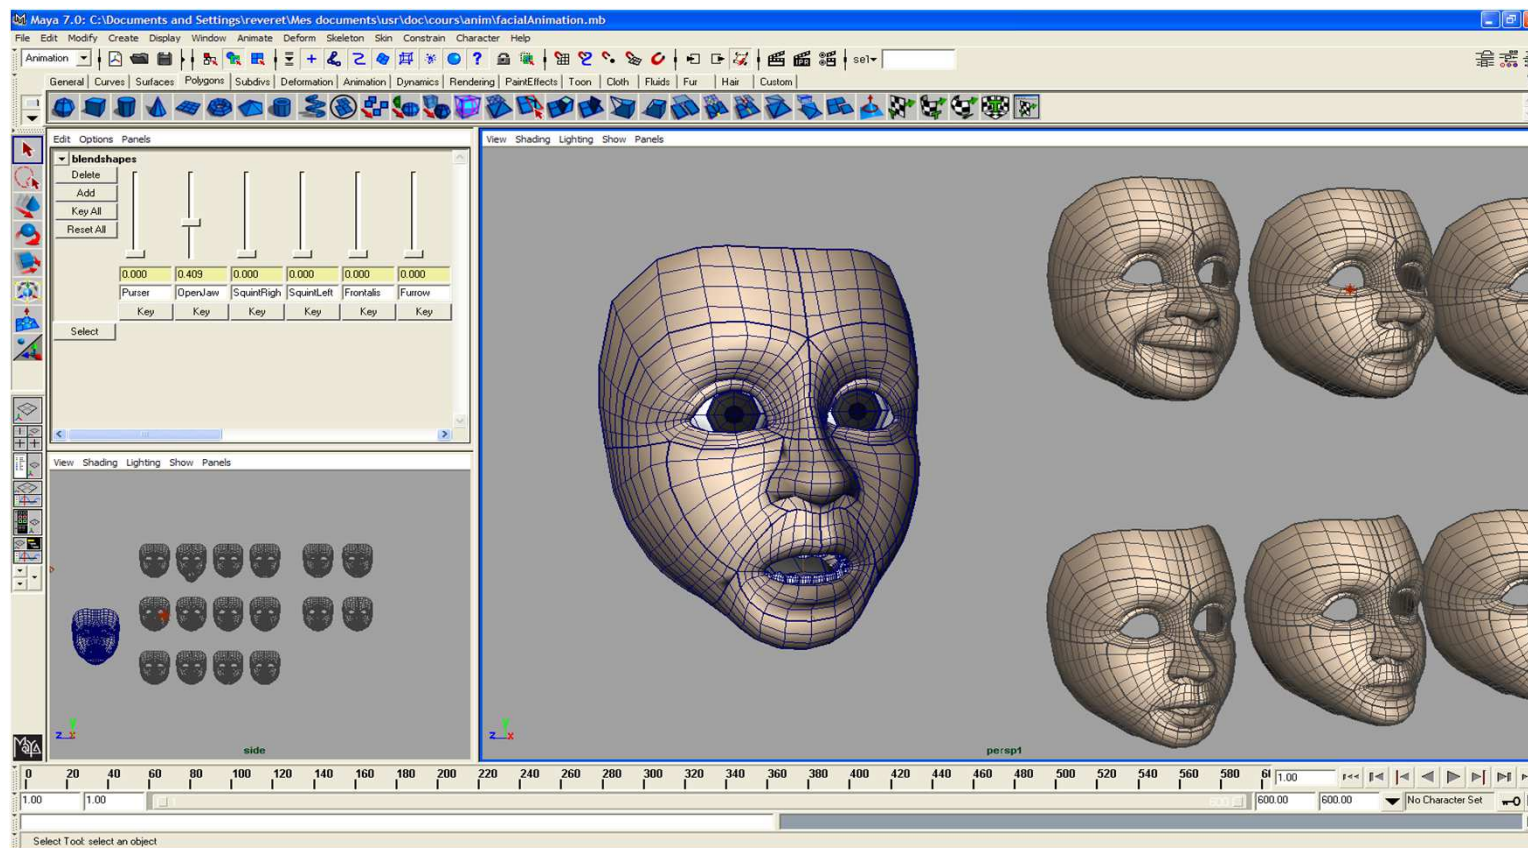 Maya 7.0: C:\Documents and Settings\reveret\Mes documents\usr\doc\cours\anim\facialAnimation.mb
File Edit Modify Create Display Window Animate Deform Skeleton Skin Constrain Character Help
Animation sel
General Curves Surfaces Polygons Subdivs Deformation Animation Dynamics Rendering PaintEffects Toon Cloth Fluids Fur Hair Custom
Edit Options Panels
blendshapes
Delete
Add
Key All
Reset All
0.000 0.409 0.000 0.000 0.000 0.000
Purser OpenJaw SquintRigh SquintLeft Frontalis Furrow
Key Key Key Key Key Key
Select
View Shading Lighting Show Panels
y
z x
side
View Shading Lighting Show Panels
y
z x
persp1
Maya
0 20 40 60 80 100 120 140 160 180 200 220 240 260 280 300 320 340 360 380 400 420 440 460 480 500 520 540 560 580 1.00
1.00 1.00 1 600 600.00 600.00 No Character Set
Select Tool: select an object